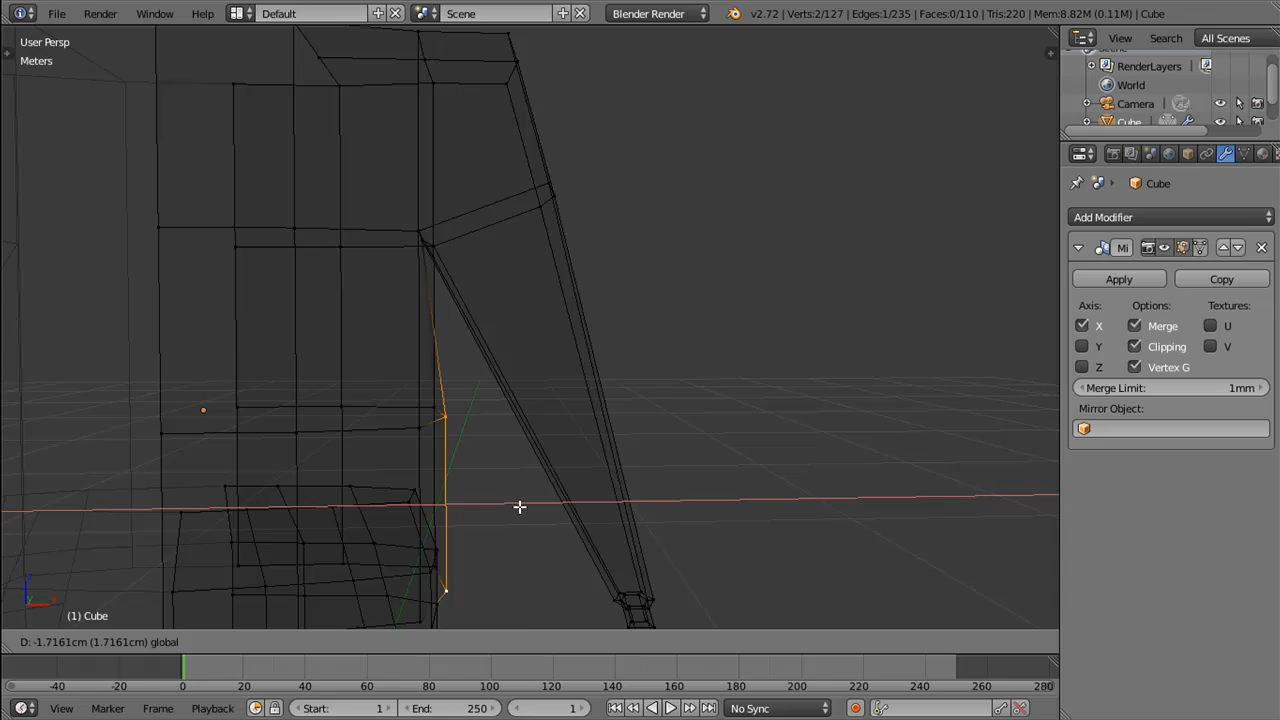 File Render Window Help Default Scene Blender Render v2.72 | Verts:2/127 | Edges:1/235 | Faces:0/110 | Tris:220 | Mem:8.82M (0.11M) | Cube
User Persp
Meters
View Search All Scenes
RenderLayers
World
Camera
Cube
Cube
Add Modifier
Mi
Apply Copy
Axis: Options: Textures:
X Merge U
Y Clipping V
Z Vertex G
Merge Limit: 1mm
Mirror Object:
(1) Cube
D: -1.7161cm (1.7161cm) global
-40 -20 0 20 40 60 80 100 120 140 160 180 200 220 240 260 280
View Marker Frame Playback Start: 1 End: 250 1 No Sync